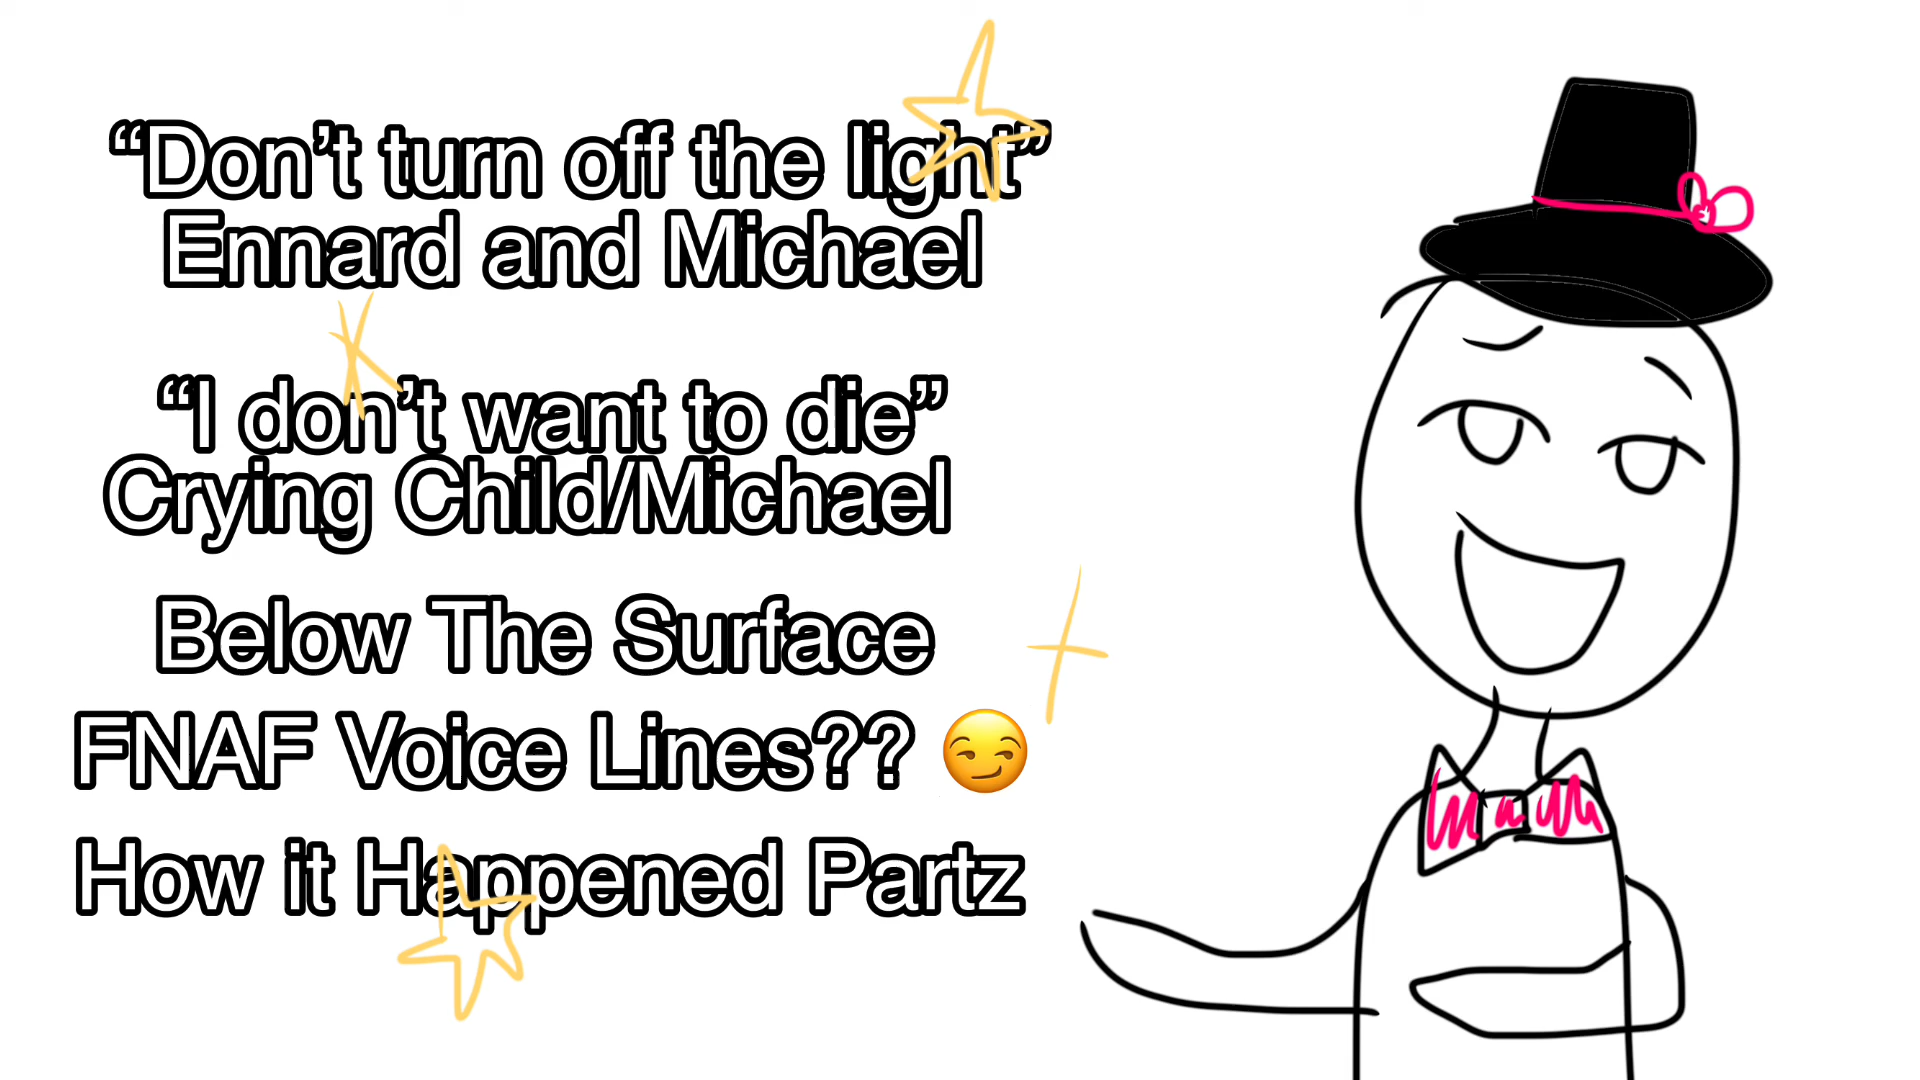 “Don’t turn off the light”
Ennard and Michael
“I don’t want to die”
Crying Child/Michael
Below The Surface
FNAF Voice Lines?? 😏
How it Happened Partz